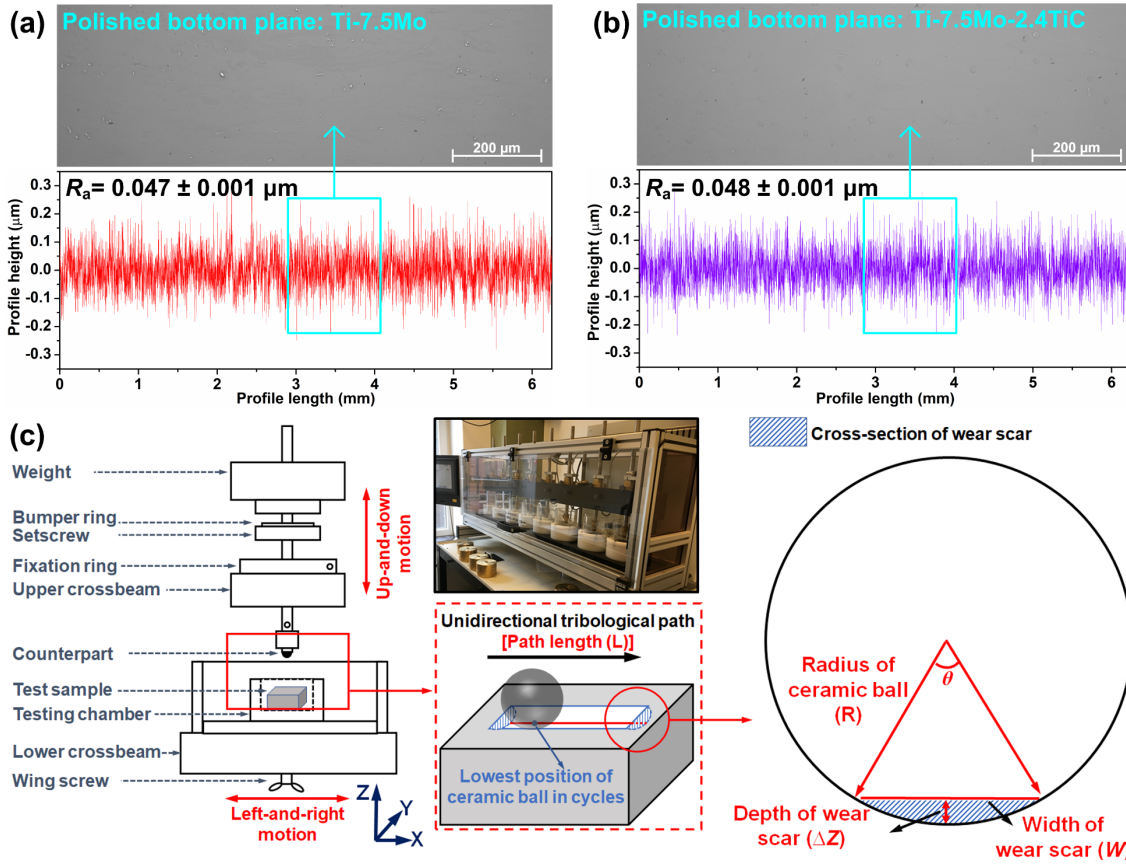 (a)
Polished bottom plane: Ti-7.5Mo
200 µm
Ra= 0.047 ± 0.001 µm
0.3
0.2
0.1
0.0
-0.1
-0.2
-0.3
Profile height (µm)
0 1 2 3 4 5 6
Profile length (mm)
(b)
Polished bottom plane: Ti-7.5Mo-2.4TiC
200 µm
Ra= 0.048 ± 0.001 µm
0.3
0.2
0.1
0.0
-0.1
-0.2
-0.3
Profile height (µm)
0 1 2 3 4 5 6
Profile length (mm)
(c)
Weight
Bumper ring
Setscrew
Fixation ring
Upper crossbeam
Counterpart
Test sample
Testing chamber
Lower crossbeam
Wing screw
Up-and-down
motion
Left-and-right
motion
Z
Y
X
Unidirectional tribological path
[Path length (L)]
Lowest position of
ceramic ball in cycles
Cross-section of wear scar
Radius of
ceramic ball
(R)
θ
Depth of wear
scar (ΔZ)
Width of
wear scar (W